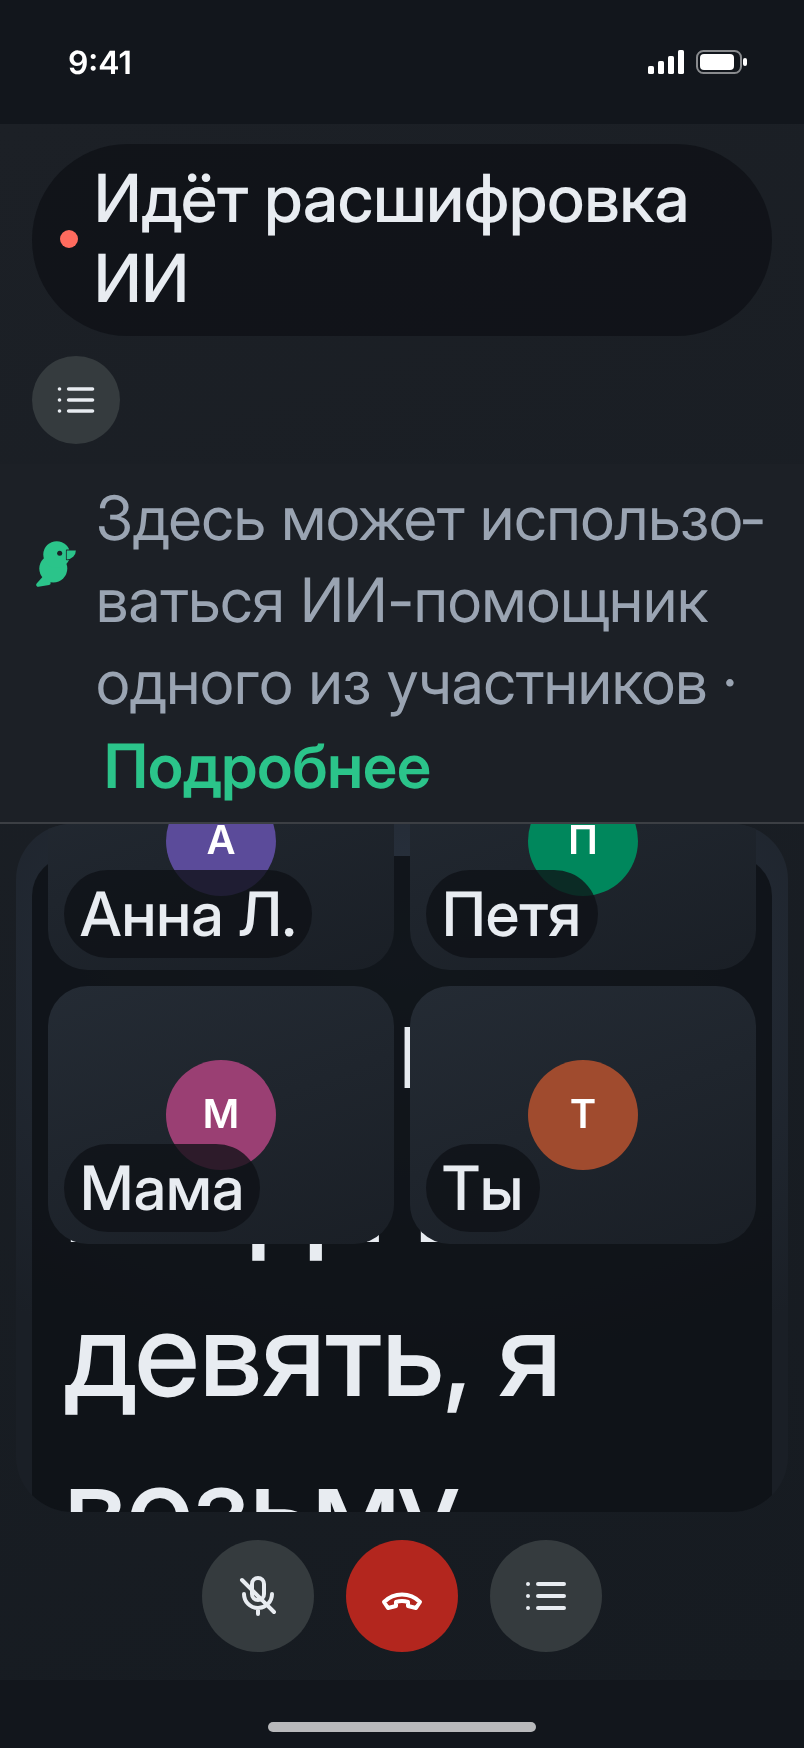 9:41
Идёт расшифровка
ИИ
Здесь может использо-
ваться ИИ-помощник
одного из участников ·
Подробнее
А
П
Анна Л.
Петя
М
Т
Мама
Ты
девять, я
возьму